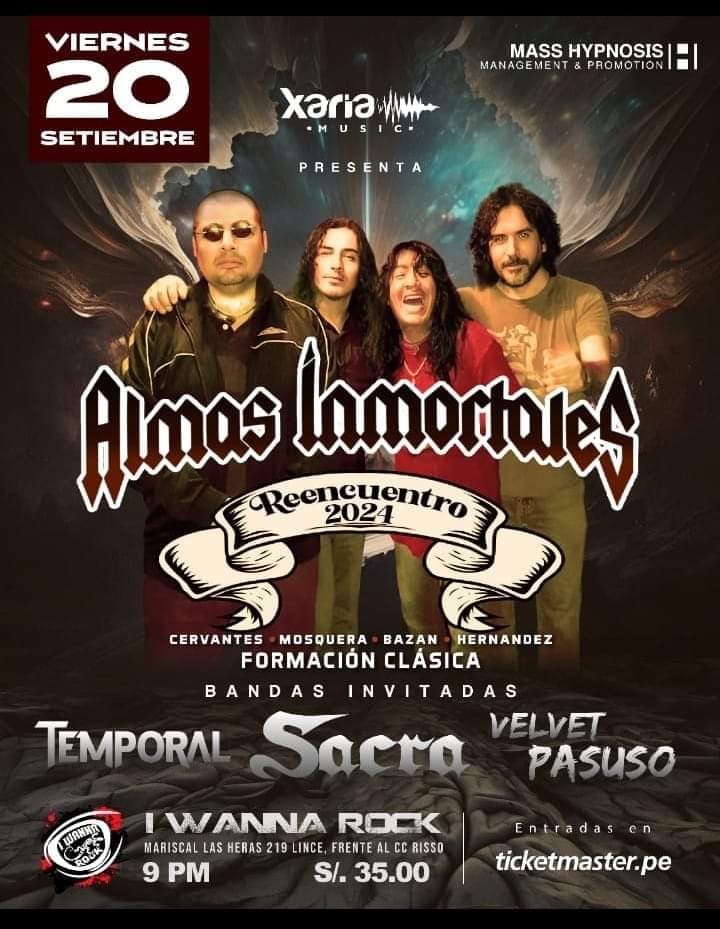 VIERNES
20
SETIEMBRE
MASS HYPNOSIS
MANAGEMENT & PROMOTION
Xaria
MUSIC
PRESENTA
Almas Inmortales
Reencuentro
2024
CERVANTES • MOSQUERA • BAZAN • HERNANDEZ
FORMACIÓN CLÁSICA
BANDAS INVITADAS
TEMPORAL
Sacra
VELVET
PASUSO
I WANNA
ROCK
I WANNA ROCK
MARISCAL LAS HERAS 219 LINCE, FRENTE AL CC RISSO
9 PM S/. 35.00
Entradas en
ticketmaster.pe